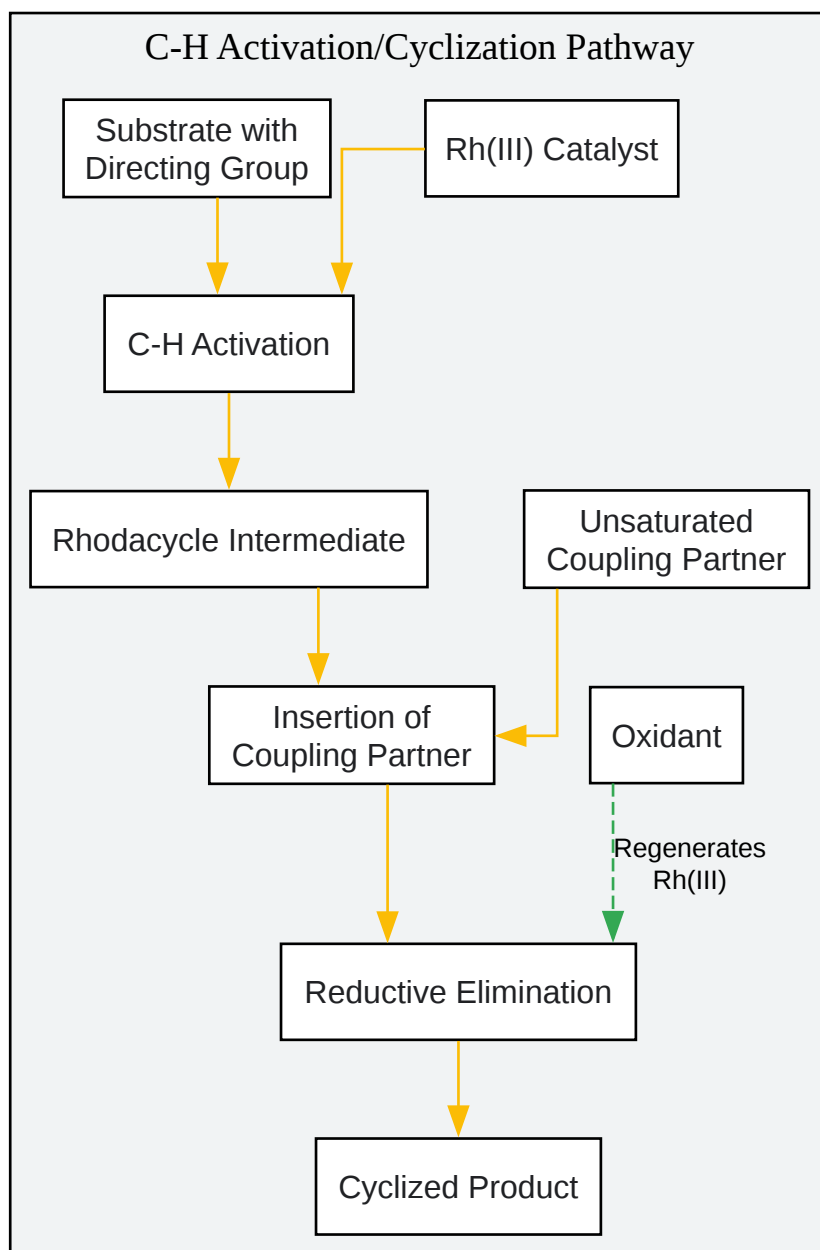 C-H Activation/Cyclization Pathway
Substrate with
Directing Group
Rh(III) Catalyst
C-H Activation
Rhodacycle Intermediate
Unsaturated
Coupling Partner
Insertion of
Coupling Partner
Oxidant
Regenerates
Rh(III)
Reductive Elimination
Cyclized Product